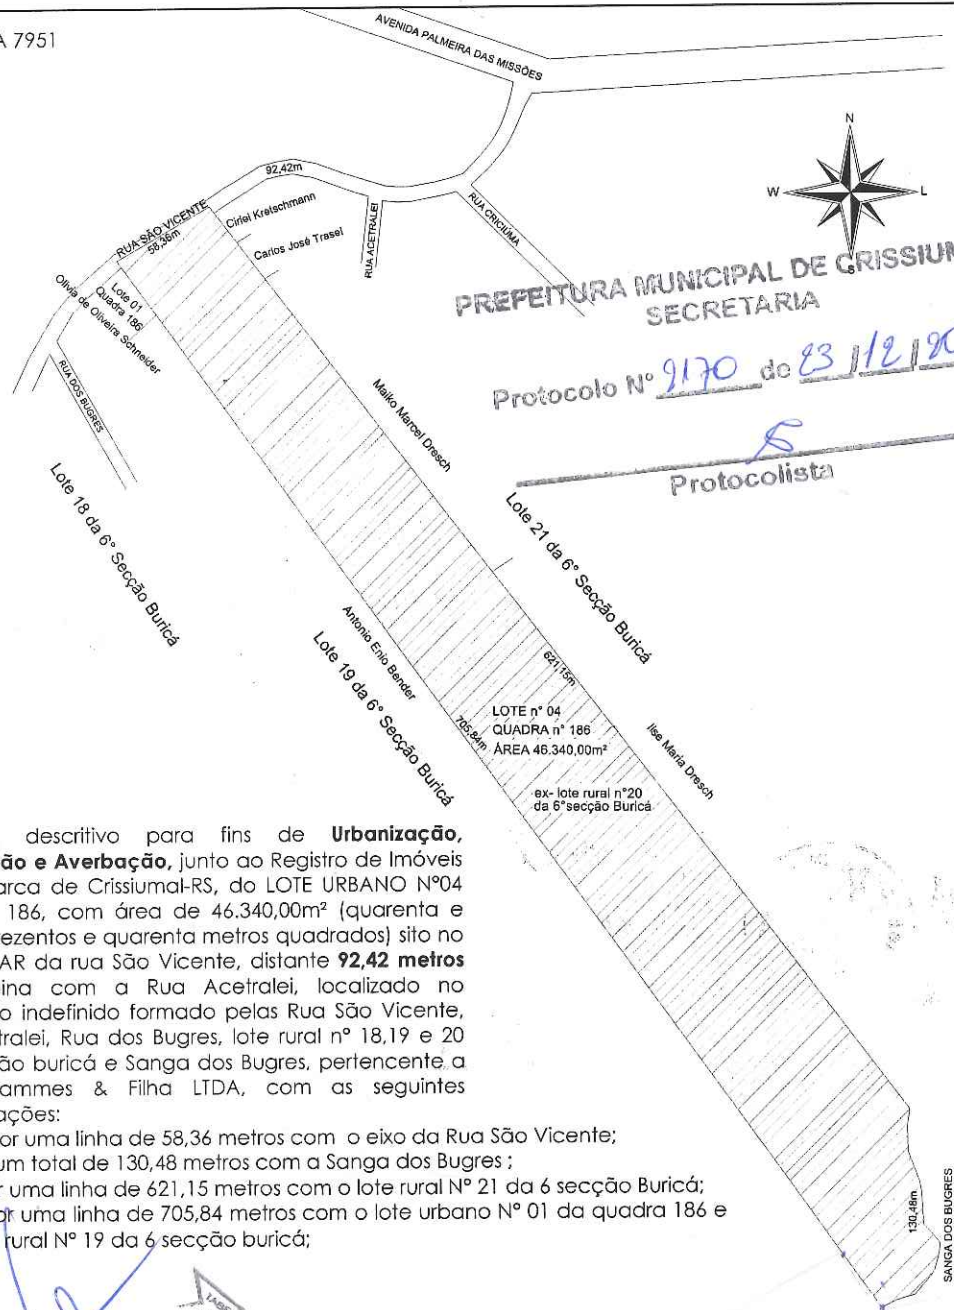 A 7951
AVENIDA PALMEIRA DAS MISSÕES
N
W
L
S
92,42m
RUA SÃO VICENTE
58,36m
Cirlei Kretschmann
Carlos José Trasel
RUA ACETRALEI
RUA CRICIÚMA
PREFEITURA MUNICIPAL DE CRISSIUM
SECRETARIA
Protocolo Nº 9170 de 23/12/20
Protocolista
Lote 01
Quadra 186
Olivia de Oliveira Schneider
RUA DOS BUGRES
Maiko Marcel Dresch
Lote 18 da 6° Secção Buricá
Lote 21 da 6° Secção Buricá
Antonio Enio Bender
Lote 19 da 6° Secção Buricá
621,15m
705,84m
LOTE n° 04
QUADRA n° 186
ÁREA 46.340,00m²
Ilse Maria Dresch
ex- lote rural n°20
da 6°secção Buricá
descritivo para fins de Urbanização,
ão e Averbação, junto ao Registro de Imóveis
arca de Crissiumal-RS, do LOTE URBANO N°04
186, com área de 46.340,00m² (quarenta e
ezentos e quarenta metros quadrados) sito no
AR da rua São Vicente, distante 92,42 metros
ina com a Rua Acetralei, localizado no
o indefinido formado pelas Rua São Vicente,
tralei, Rua dos Bugres, lote rural n° 18,19 e 20
ão buricá e Sanga dos Bugres, pertencente a
ammes & Filha LTDA, com as seguintes
ações:
or uma linha de 58,36 metros com o eixo da Rua São Vicente;
um total de 130,48 metros com a Sanga dos Bugres ;
r uma linha de 621,15 metros com o lote rural N° 21 da 6 secção Buricá;
or uma linha de 705,84 metros com o lote urbano N° 01 da quadra 186 e
rural N° 19 da 6 secção buricá;
130,48m
SANGA DOS BUGRES